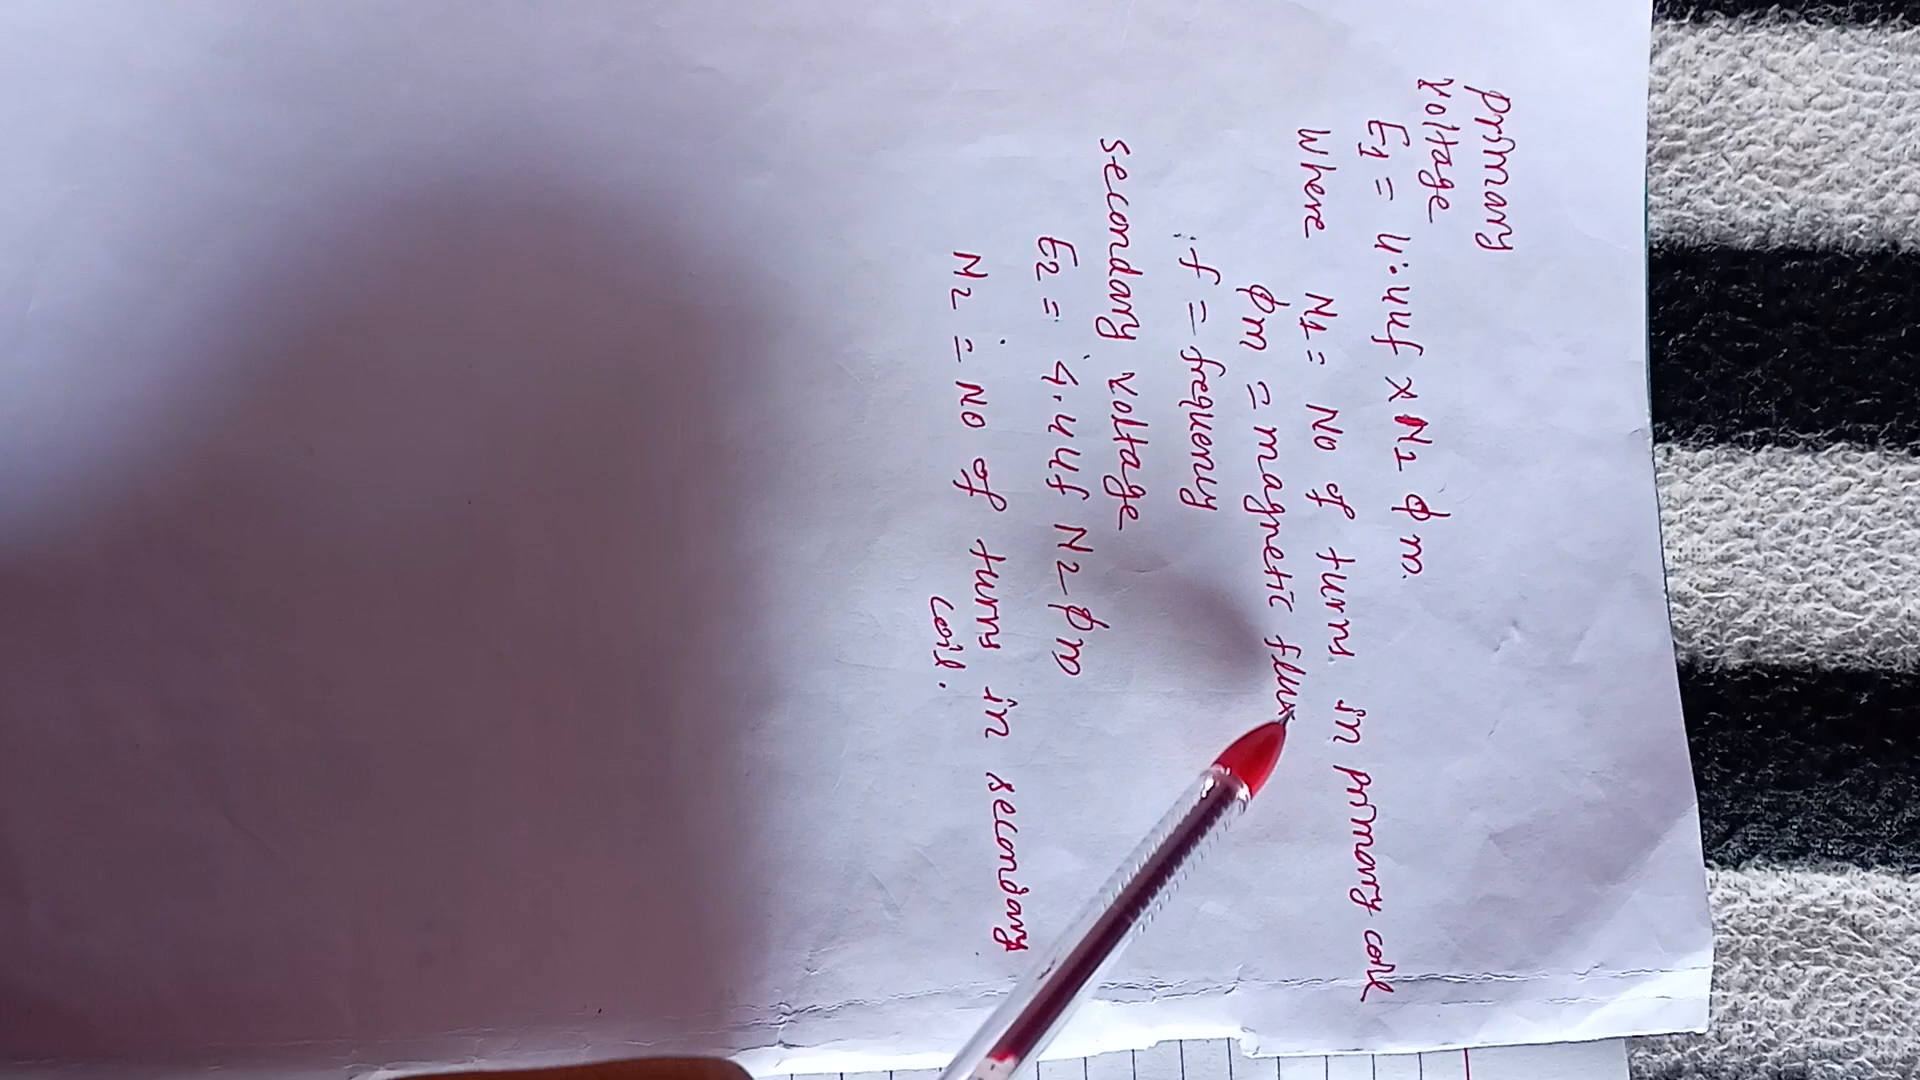 primary
voltage
E1 = 4.44f x N1 ϕm.
Where N1 = No of turns in primary coil
ϕm = magnetic flux
f = frequency
secondary voltage
E2 = 4.44f N2 ϕm
N2 = No of turns in secondary
coil.